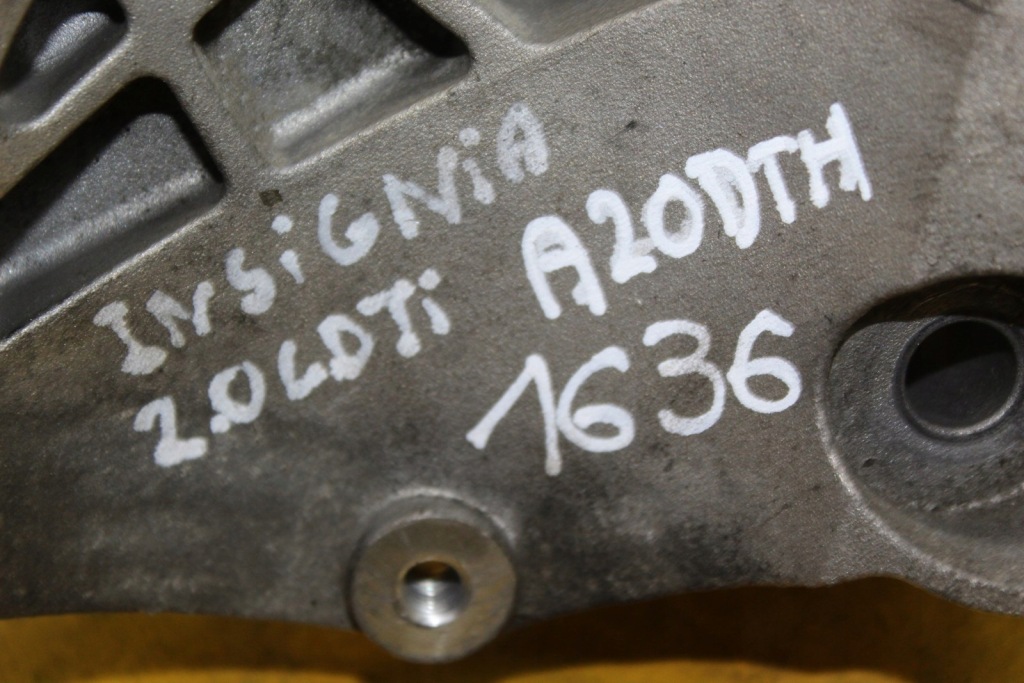 INSiGNiA
2.0CDTi A20DTH
1636